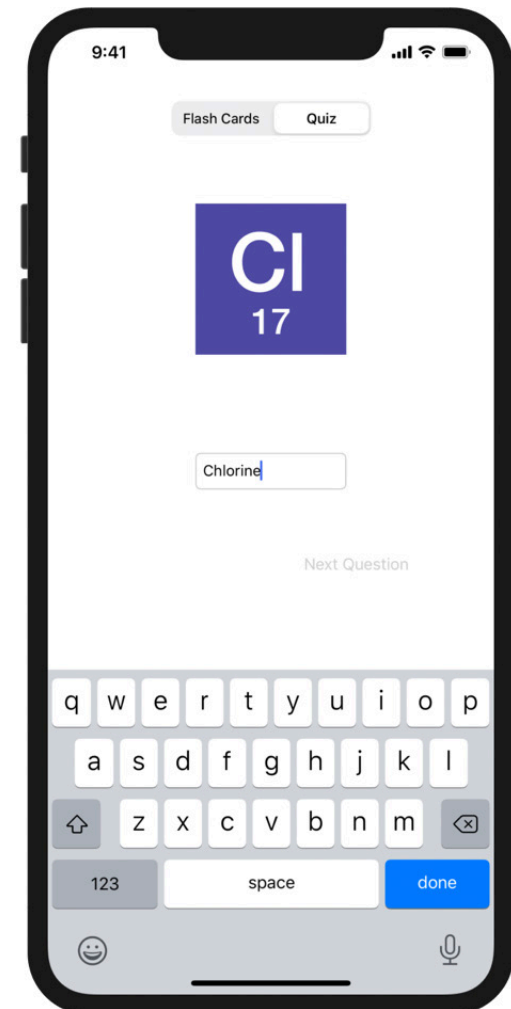 9:41
Flash Cards Quiz
Cl
17
Chlorine
Next Question
q w e r t y u i o p
a s d f g h j k l
z x c v b n m
123 space done